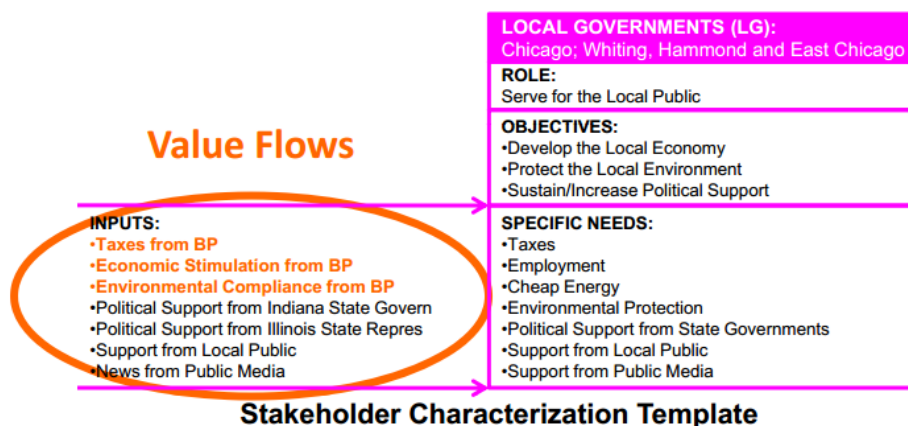 LOCAL GOVERNMENTS (LG):
Chicago; Whiting, Hammond and East Chicago
ROLE:
Serve for the Local Public
Value Flows
OBJECTIVES:
•Develop the Local Economy
•Protect the Local Environment
•Sustain/Increase Political Support
INPUTS:
•Taxes from BP
•Economic Stimulation from BP
•Environmental Compliance from BP
•Political Support from Indiana State Govern
•Political Support from Illinois State Repres
•Support from Local Public
•News from Public Media
SPECIFIC NEEDS:
•Taxes
•Employment
•Cheap Energy
•Environmental Protection
•Political Support from State Governments
•Support from Local Public
•Support from Public Media
Stakeholder Characterization Template